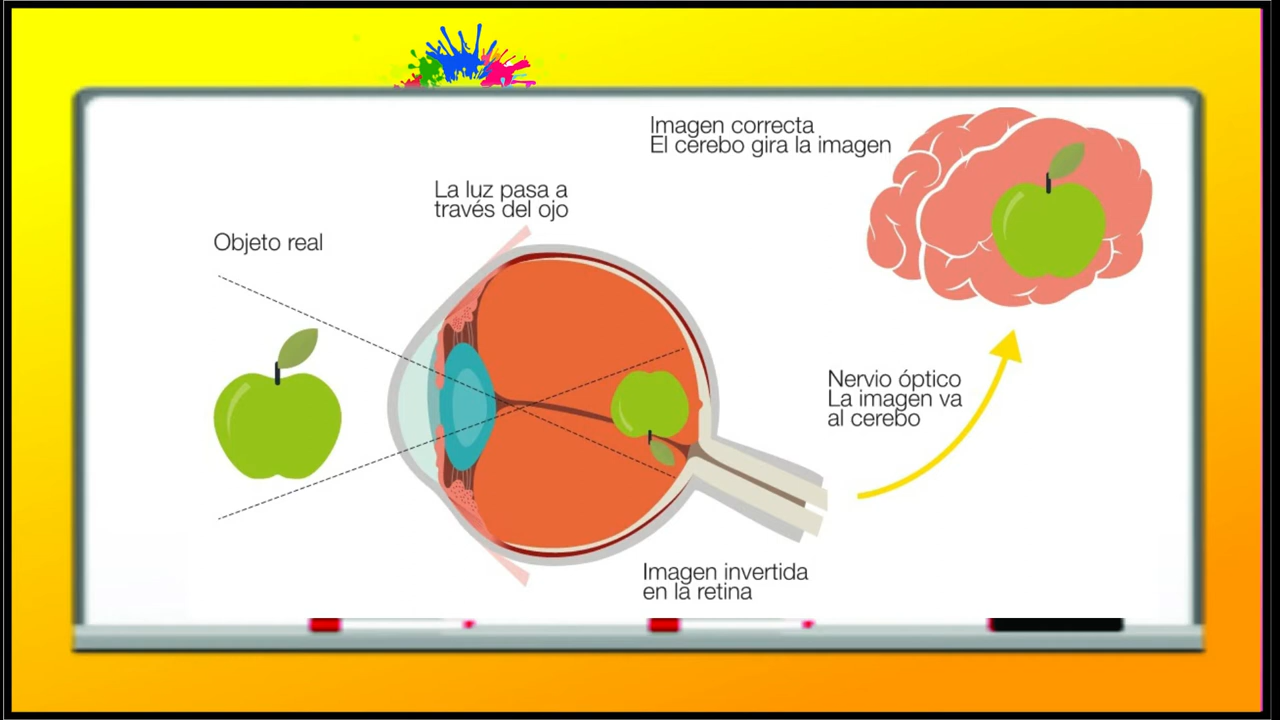 Imagen correcta
El cerebo gira la imagen
La luz pasa a
través del ojo
Objeto real
Nervio óptico
La imagen va
al cerebo
Imagen invertida
en la retina